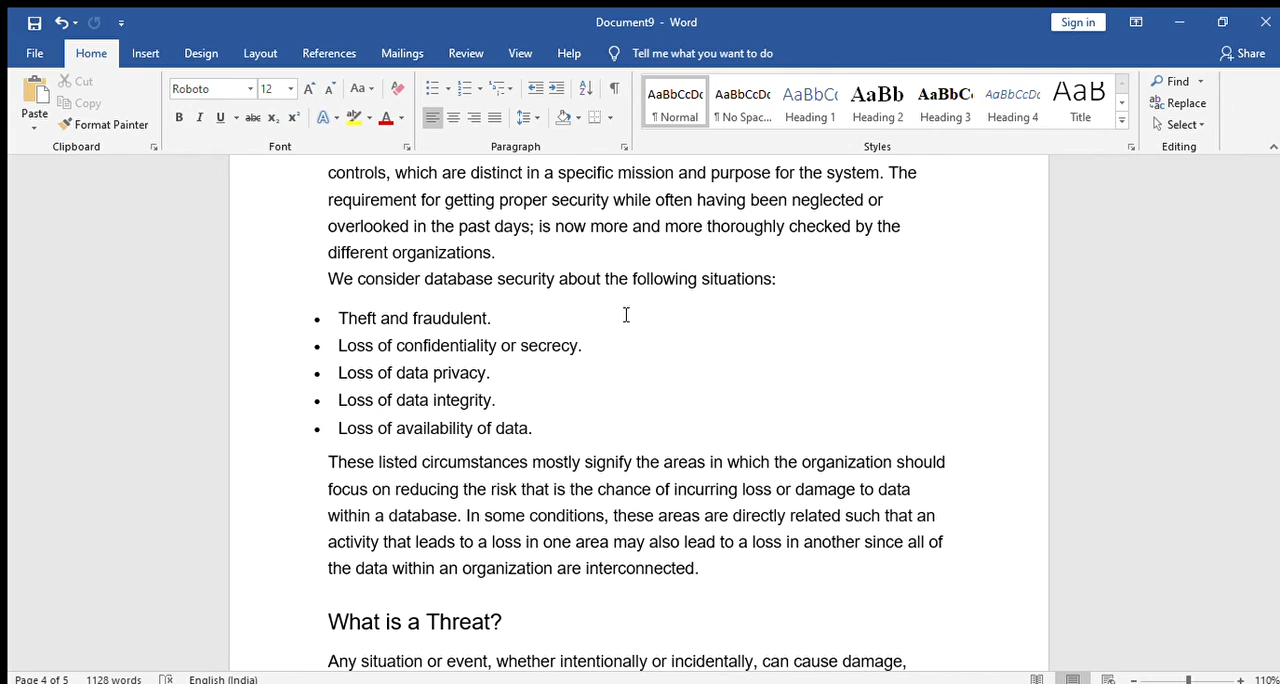 Document9 - Word
Sign in
File Home Insert Design Layout References Mailings Review View Help Tell me what you want to do Share
Paste
Cut
Copy
Format Painter
Clipboard
Roboto 12
Font
Paragraph
AaBbCcDc AaBbCcDc AaBbCc AaBb AaBbC AaBbCcDc AaB
¶ Normal ¶ No Spac... Heading 1 Heading 2 Heading 3 Heading 4 Title
Styles
Find
Replace
Select
Editing
controls, which are distinct in a specific mission and purpose for the system. The
requirement for getting proper security while often having been neglected or
overlooked in the past days; is now more and more thoroughly checked by the
different organizations.
We consider database security about the following situations:
• Theft and fraudulent.
• Loss of confidentiality or secrecy.
• Loss of data privacy.
• Loss of data integrity.
• Loss of availability of data.
These listed circumstances mostly signify the areas in which the organization should
focus on reducing the risk that is the chance of incurring loss or damage to data
within a database. In some conditions, these areas are directly related such that an
activity that leads to a loss in one area may also lead to a loss in another since all of
the data within an organization are interconnected.
What is a Threat?
Any situation or event, whether intentionally or incidentally, can cause damage,
Page 4 of 5 1128 words English (India) 110%